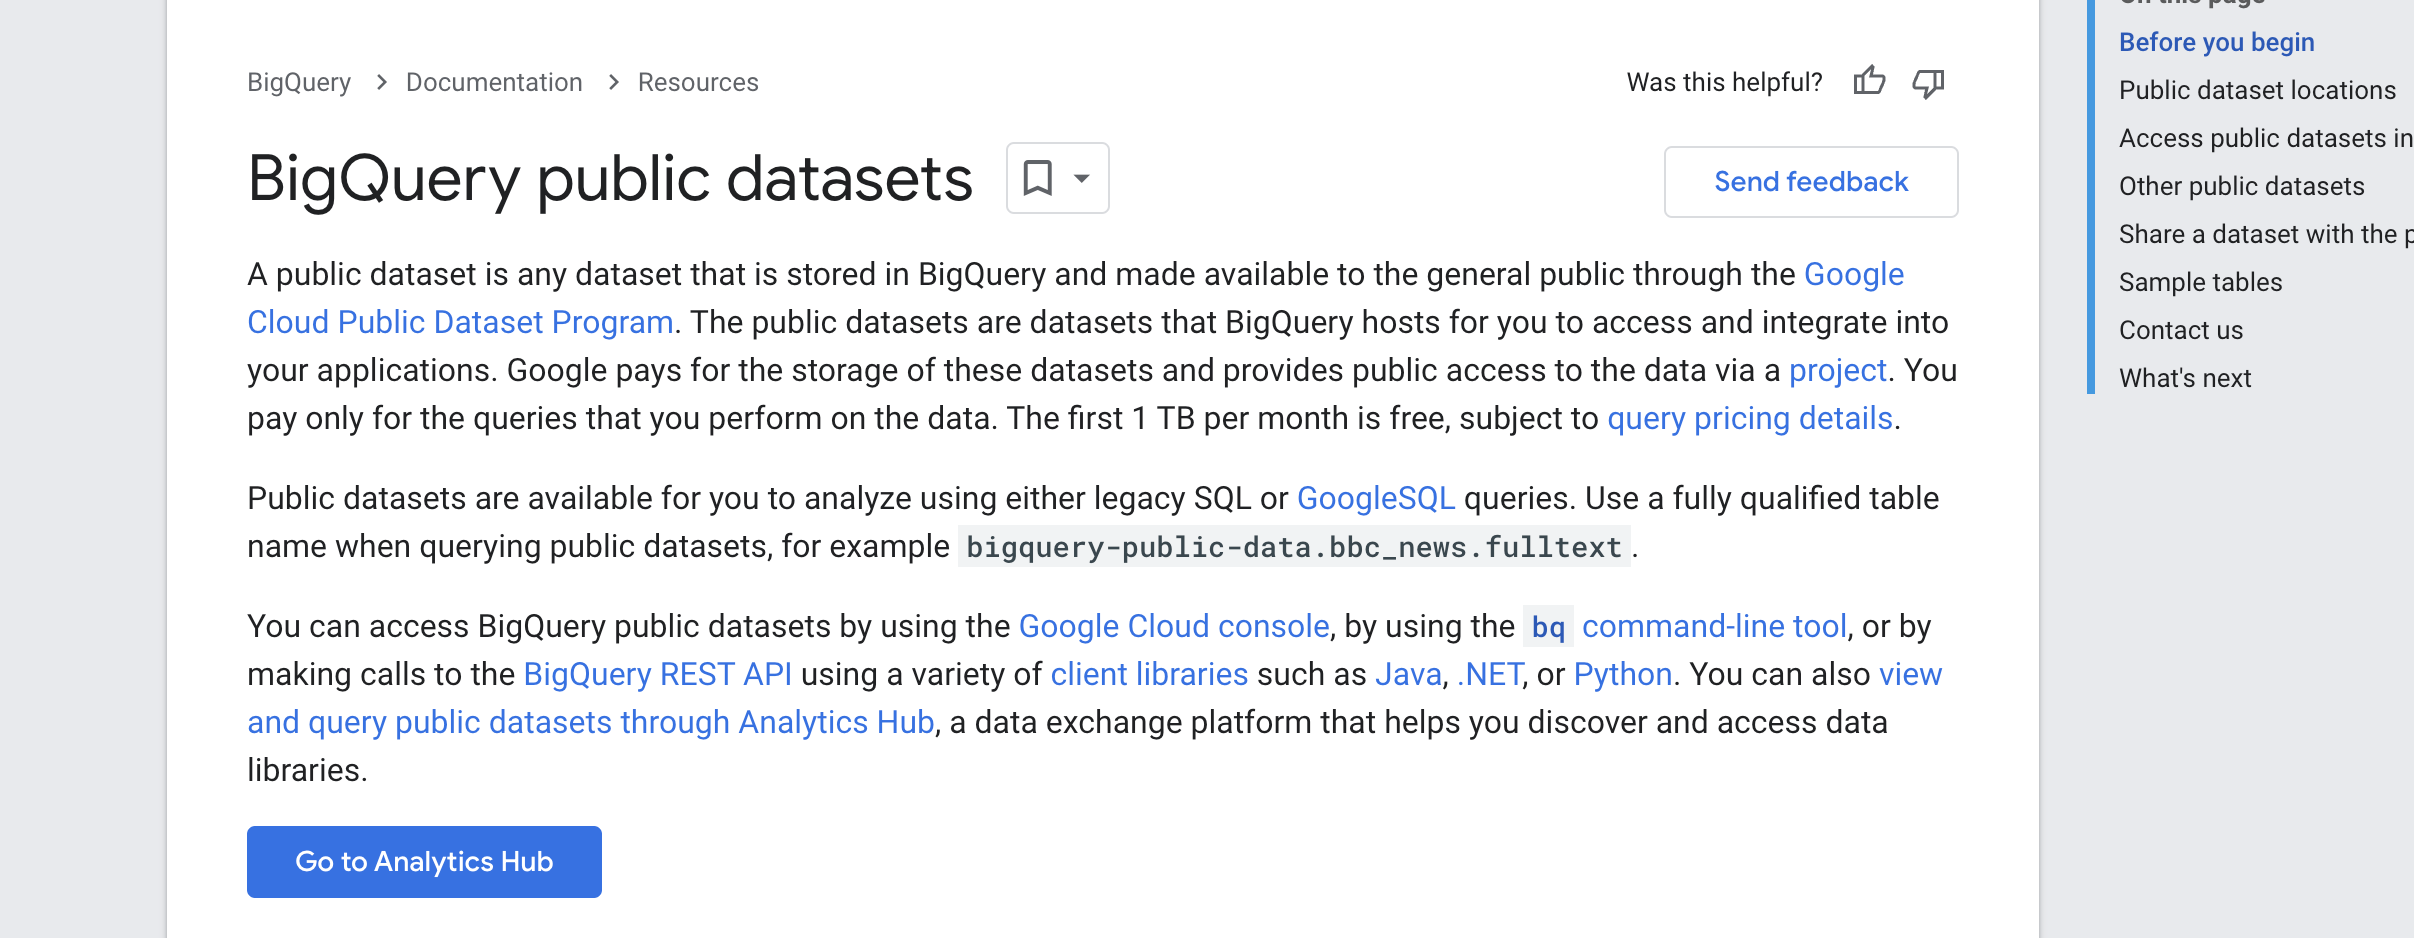 BigQuery > Documentation > Resources
Was this helpful?
BigQuery public datasets
Send feedback
A public dataset is any dataset that is stored in BigQuery and made available to the general public through the Google
Cloud Public Dataset Program. The public datasets are datasets that BigQuery hosts for you to access and integrate into
your applications. Google pays for the storage of these datasets and provides public access to the data via a project. You
pay only for the queries that you perform on the data. The first 1 TB per month is free, subject to query pricing details.
Public datasets are available for you to analyze using either legacy SQL or GoogleSQL queries. Use a fully qualified table
name when querying public datasets, for example bigquery-public-data.bbc_news.fulltext.
You can access BigQuery public datasets by using the Google Cloud console, by using the bq command-line tool, or by
making calls to the BigQuery REST API using a variety of client libraries such as Java, .NET, or Python. You can also view
and query public datasets through Analytics Hub, a data exchange platform that helps you discover and access data
libraries.
Go to Analytics Hub
On this page
Before you begin
Public dataset locations
Access public datasets in
Other public datasets
Share a dataset with the
Sample tables
Contact us
What's next